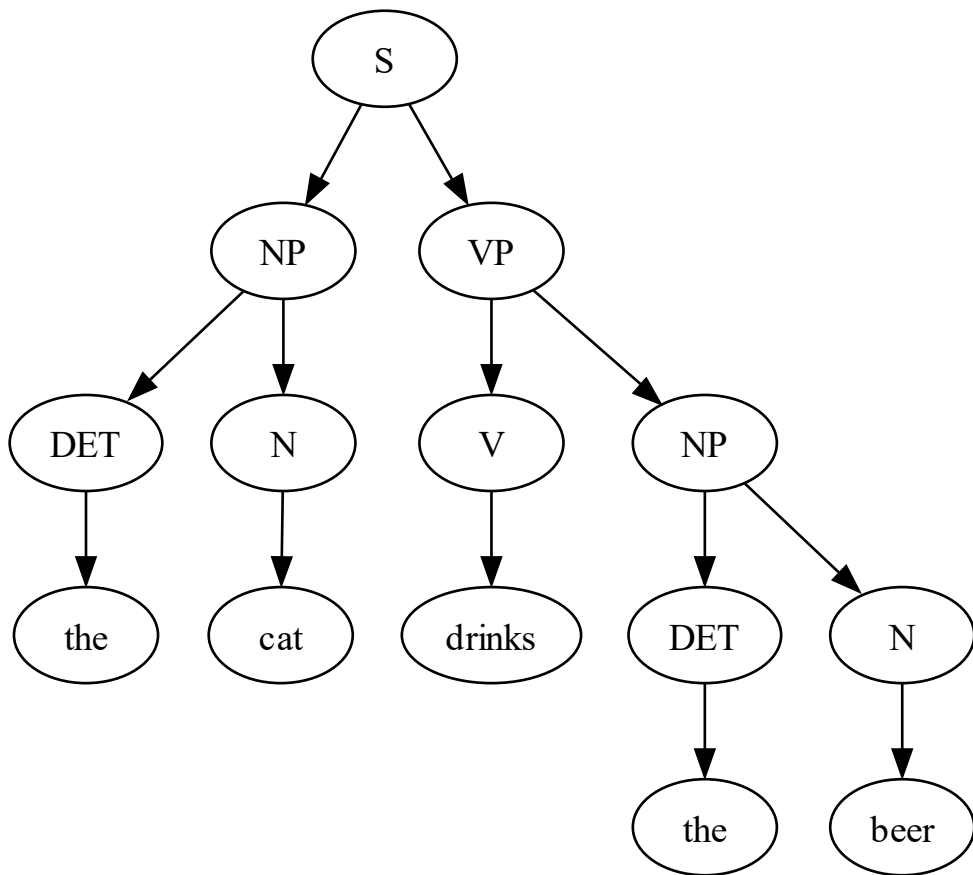 S
NP VP
DET N V NP
the cat drinks DET N
the beer